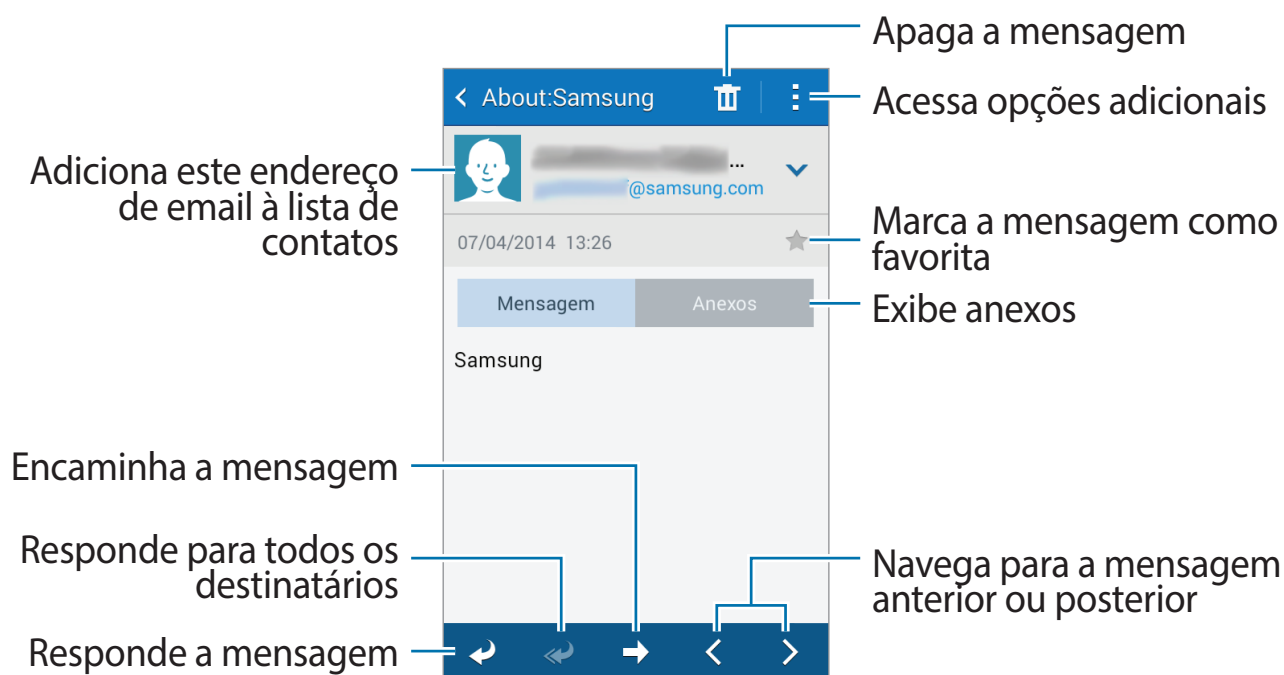 Apaga a mensagem
Acessa opções adicionais
Marca a mensagem como
favorita
Exibe anexos
Navega para a mensagem
anterior ou posterior
Adiciona este endereço
de email à lista de
contatos
Encaminha a mensagem
Responde para todos os
destinatários
Responde a mensagem
About:Samsung
...
@samsung.com
07/04/2014 13:26
Mensagem
Anexos
Samsung